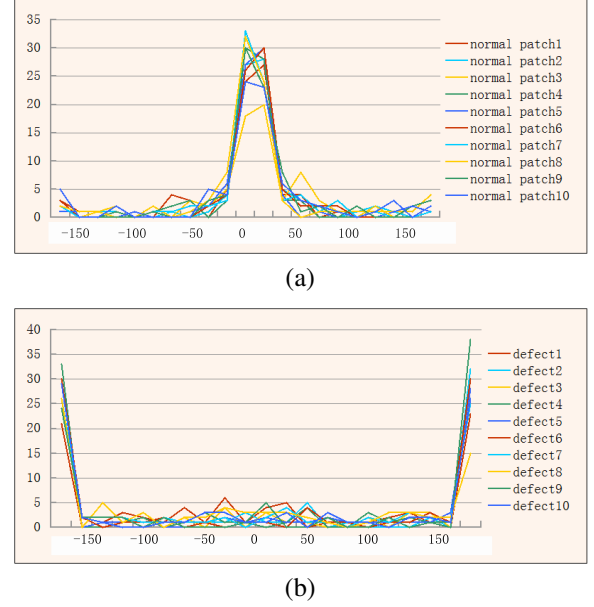 35
30
25
20
15
10
5
0
-150 -100 -50 0 50 100 150
normal patch1
normal patch2
normal patch3
normal patch4
normal patch5
normal patch6
normal patch7
normal patch8
normal patch9
normal patch10
(a)
40
35
30
25
20
15
10
5
0
-150 -100 -50 0 50 100 150
defect1
defect2
defect3
defect4
defect5
defect6
defect7
defect8
defect9
defect10
(b)